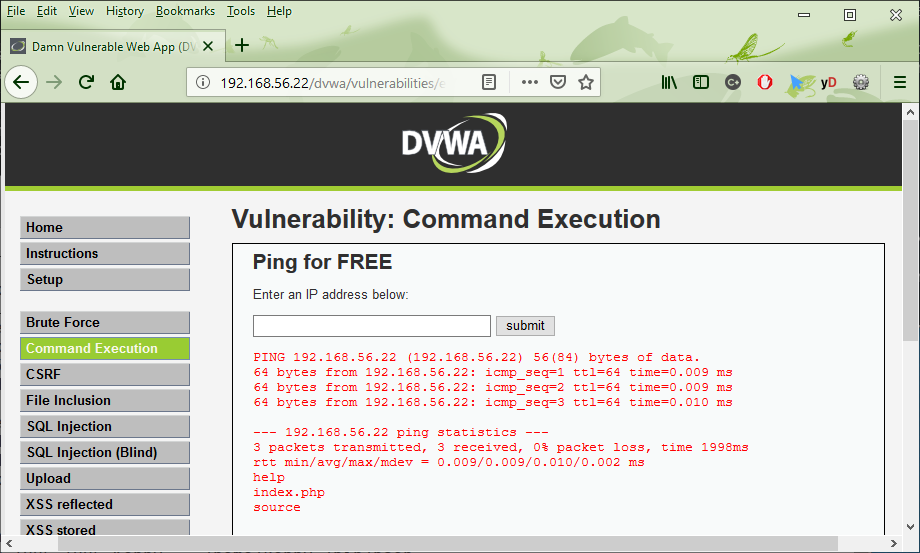 File Edit View History Bookmarks Tools Help
Damn Vulnerable Web App (DV
192.168.56.22/dvwa/vulnerabilities/e
yD
DVWA
Home
Instructions
Setup
Brute Force
Command Execution
CSRF
File Inclusion
SQL Injection
SQL Injection (Blind)
Upload
XSS reflected
XSS stored
Vulnerability: Command Execution
Ping for FREE
Enter an IP address below:
submit
PING 192.168.56.22 (192.168.56.22) 56(84) bytes of data.
64 bytes from 192.168.56.22: icmp_seq=1 ttl=64 time=0.009 ms
64 bytes from 192.168.56.22: icmp_seq=2 ttl=64 time=0.009 ms
64 bytes from 192.168.56.22: icmp_seq=3 ttl=64 time=0.010 ms
--- 192.168.56.22 ping statistics ---
3 packets transmitted, 3 received, 0% packet loss, time 1998ms
rtt min/avg/max/mdev = 0.009/0.009/0.010/0.002 ms
help
index.php
source